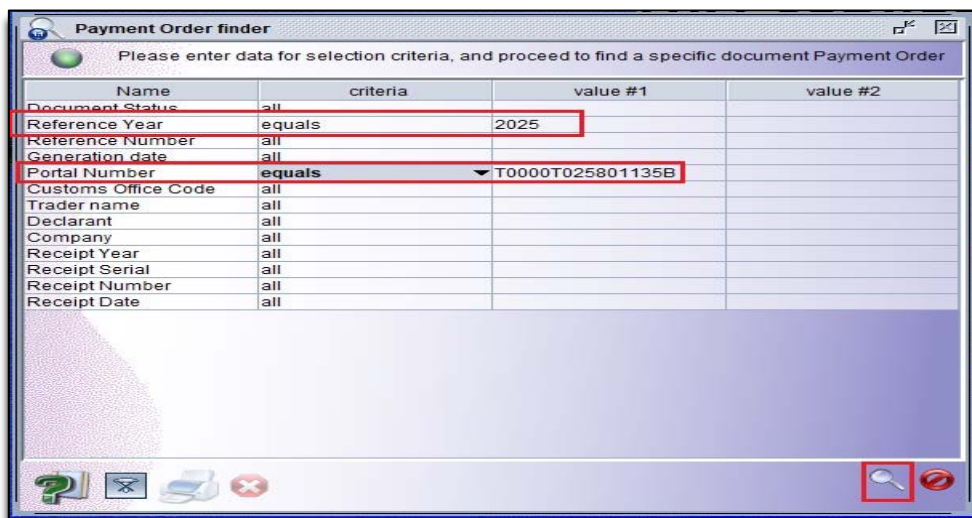 Payment Order finder
Please enter data for selection criteria, and proceed to find a specific document Payment Order
Name criteria value #1 value #2
Document Status all
Reference Year equals 2025
Reference Number all
Generation date all
Portal Number equals T0000T025801135B
Customs Office Code all
Trader name all
Declarant all
Company all
Receipt Year all
Receipt Serial all
Receipt Number all
Receipt Date all